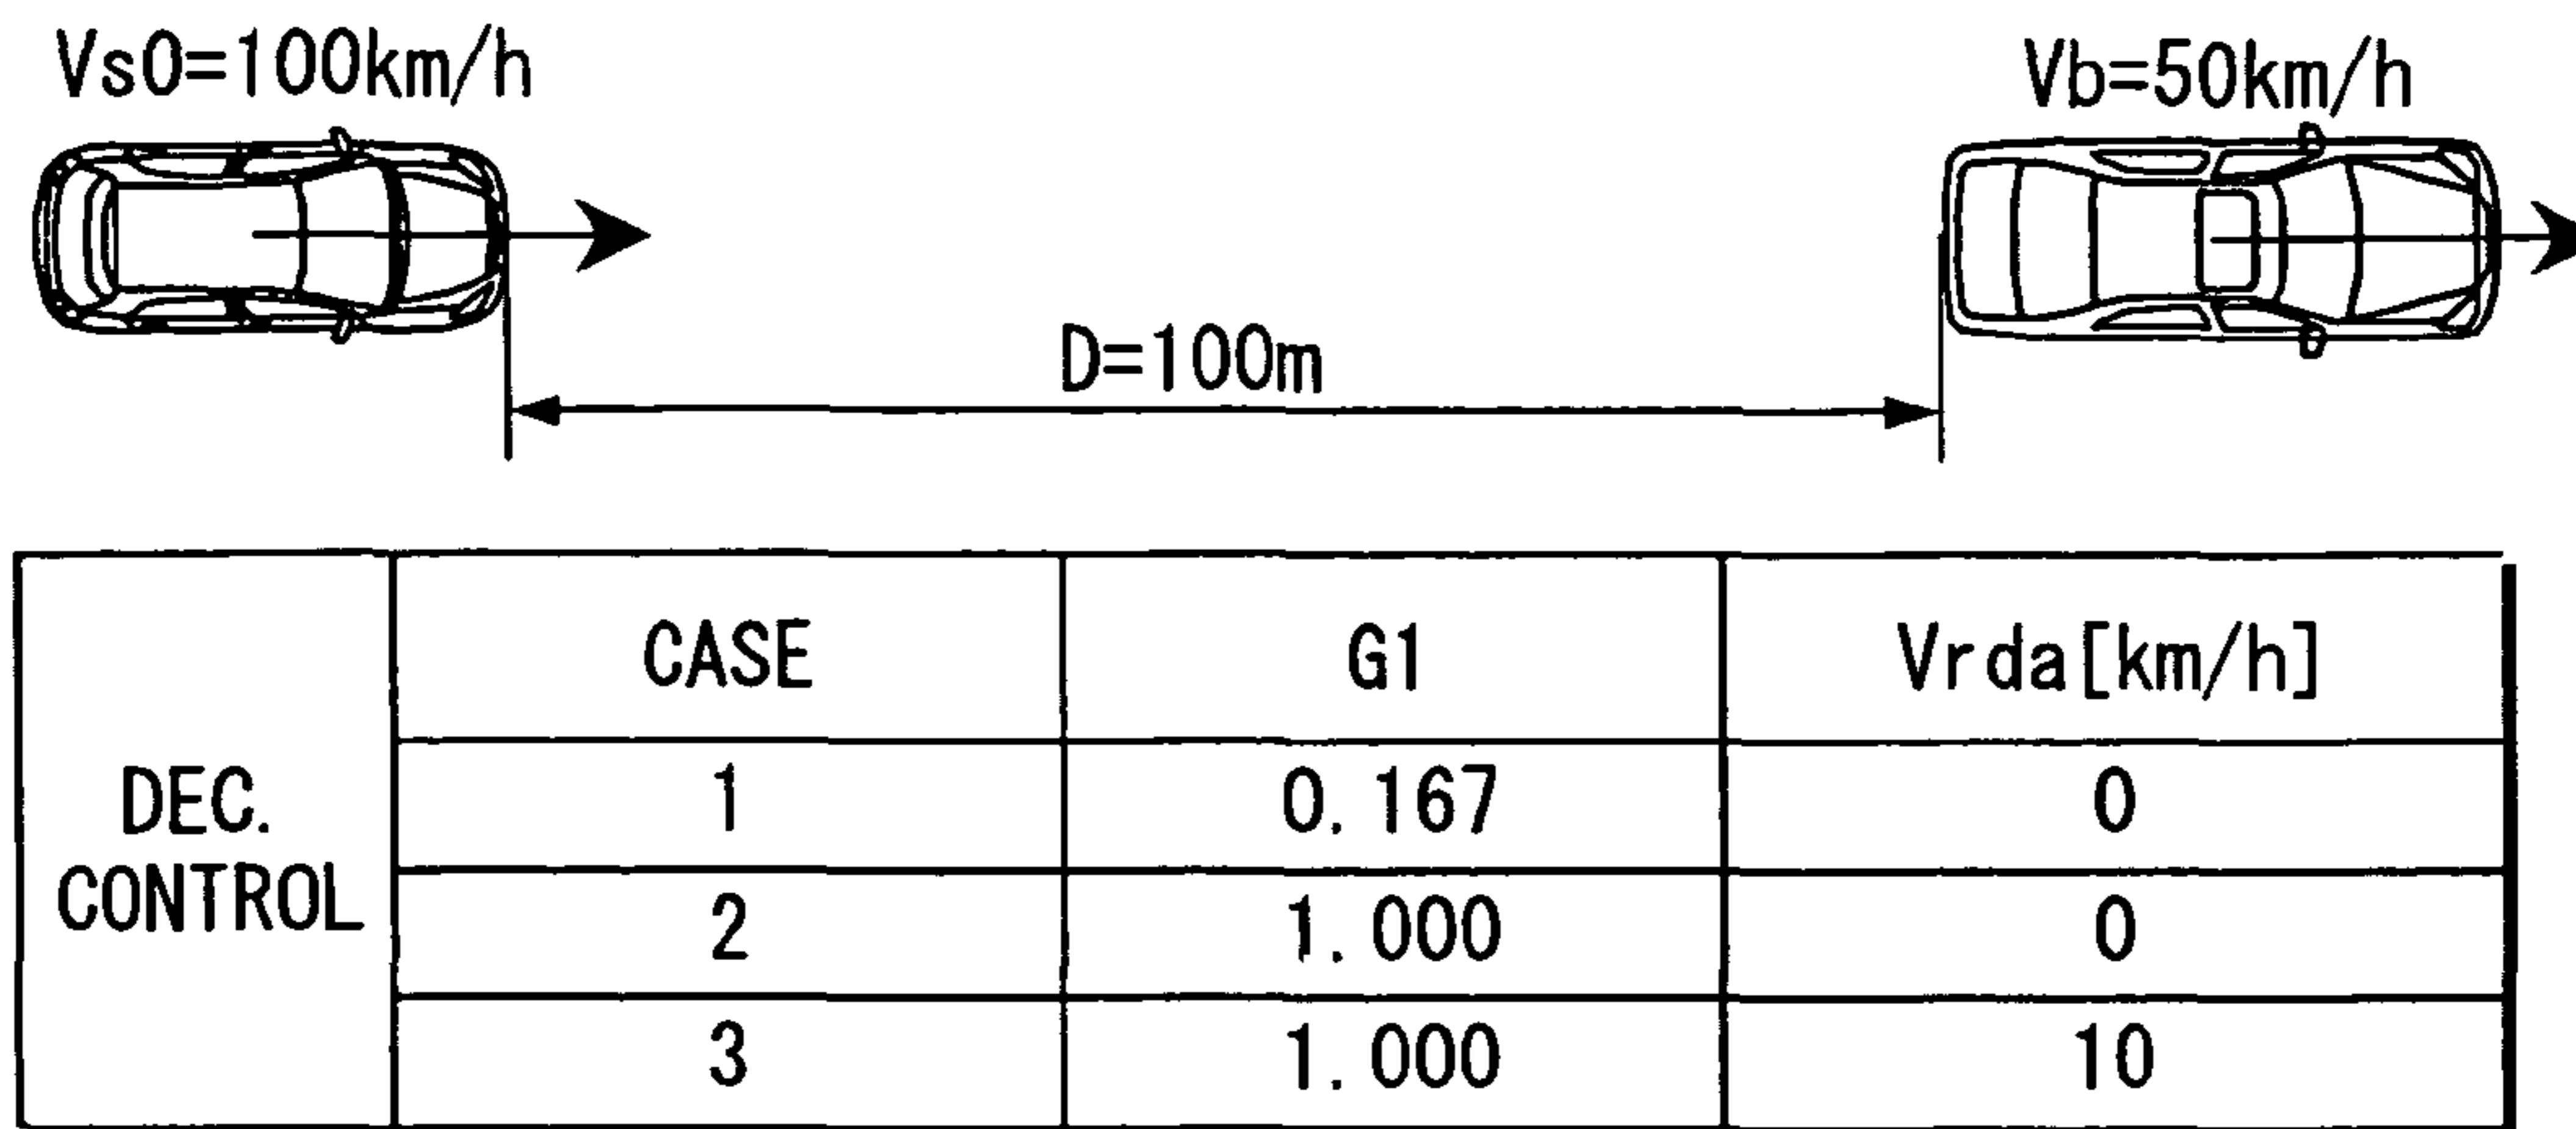 Vs0=100km/h
Vb=50km/h
D=100m
DEC.
CONTROL
CASE G1 Vrda[km/h]
1 0.167 0
2 1.000 0
3 1.000 10